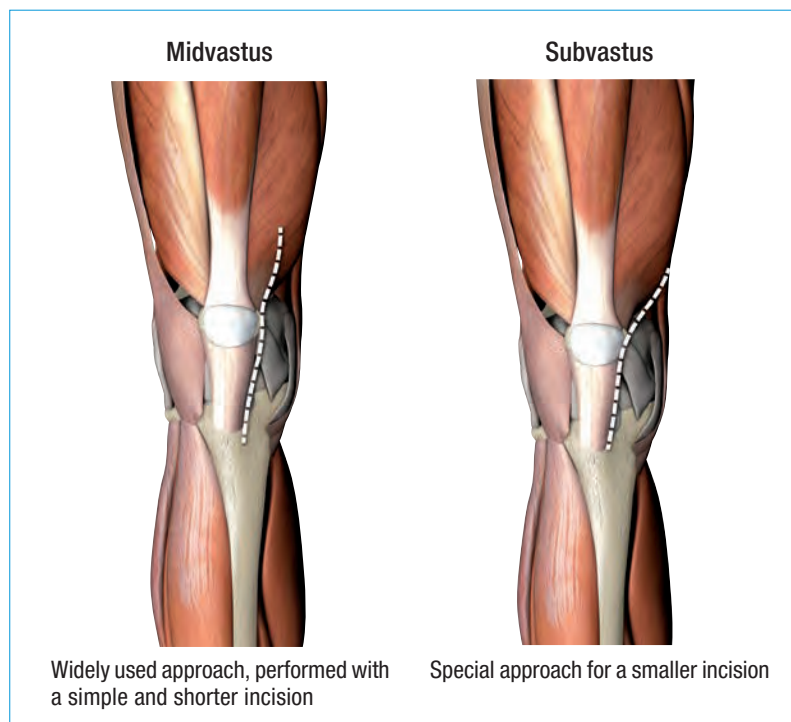 Midvastus
Subvastus
Widely used approach, performed with
a simple and shorter incision
Special approach for a smaller incision